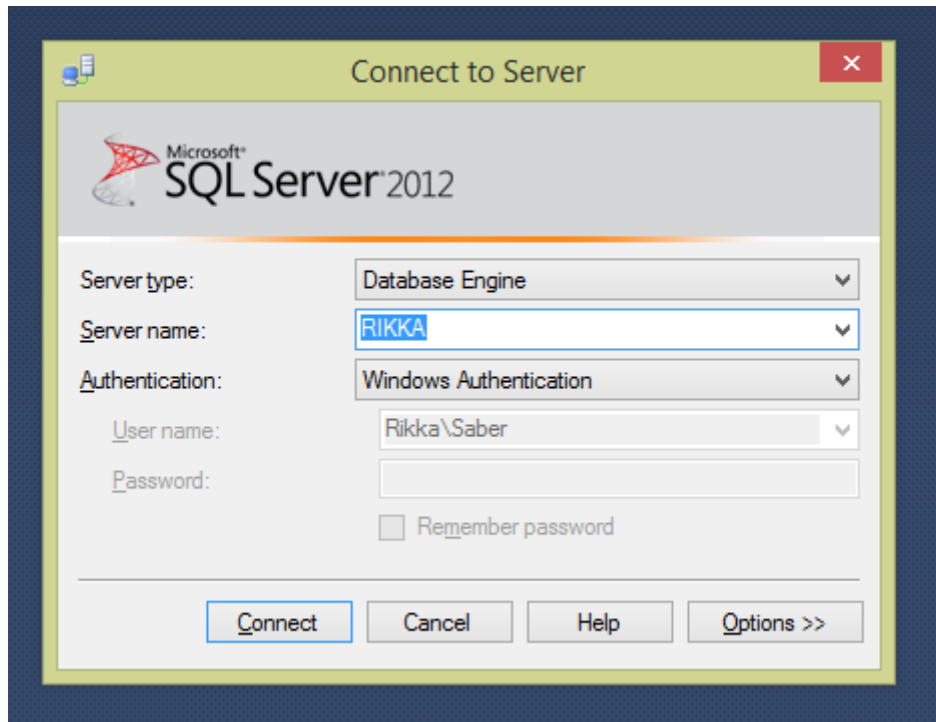 Connect to Server
Microsoft®
SQL Server® 2012
Server type: Database Engine
Server name: RIKKA
Authentication: Windows Authentication
User name: Rikka\Saber
Password:
Remember password
Connect Cancel Help Options >>